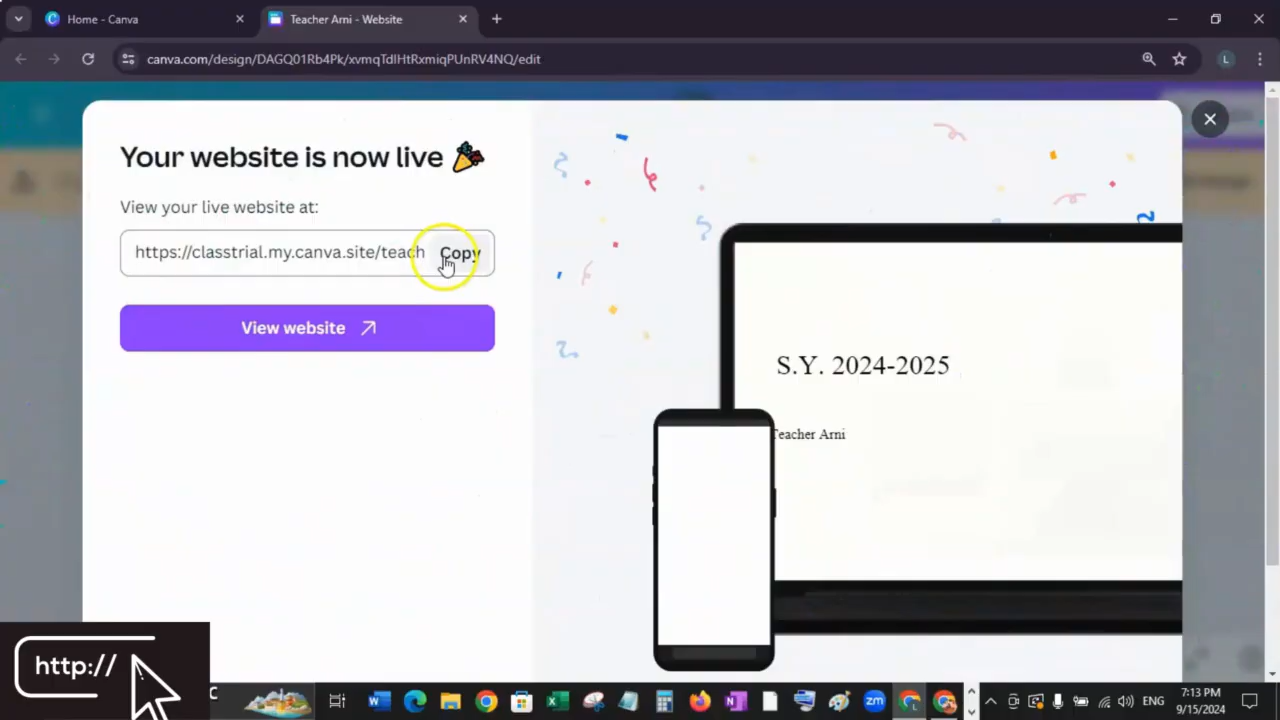 Home - Canva
Teacher Arni - Website
canva.com/design/DAGQ01Rb4Pk/xvmqTdlHtRxmiqPUnRV4NQ/edit
L
Your website is now live
View your live website at:
https://classtrial.my.canva.site/teach
Copy
View website
S.Y. 2024-2025
Teacher Arni
http://
ENG
7:13 PM
9/15/2024